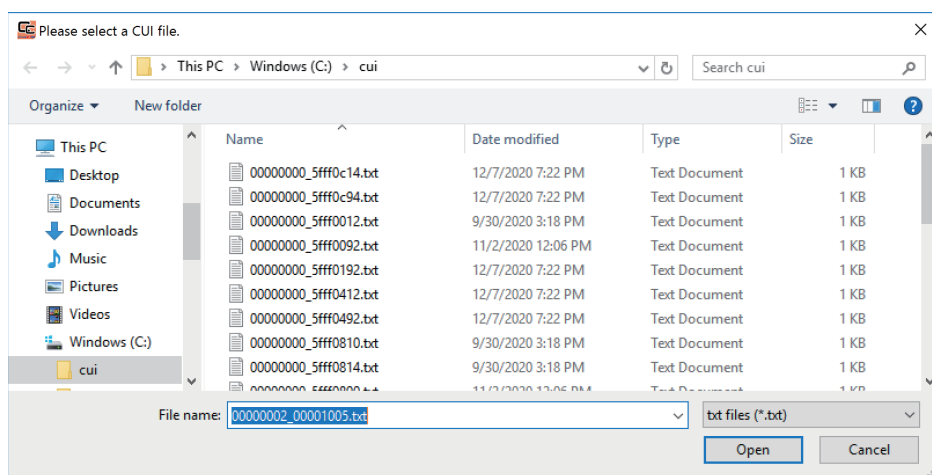 Please select a CUI file.
This PC > Windows (C:) > cui
Search cui
Organize
New folder
Name Date modified Type Size
This PC
Desktop
Documents
Downloads
Music
Pictures
Videos
Windows (C:)
cui
00000000_5fff0c14.txt 12/7/2020 7:22 PM Text Document 1 KB
00000000_5fff0c94.txt 12/7/2020 7:22 PM Text Document 1 KB
00000000_5fff0012.txt 9/30/2020 3:18 PM Text Document 1 KB
00000000_5fff0092.txt 11/2/2020 12:06 PM Text Document 1 KB
00000000_5fff0192.txt 12/7/2020 7:22 PM Text Document 1 KB
00000000_5fff0412.txt 12/7/2020 7:22 PM Text Document 1 KB
00000000_5fff0492.txt 12/7/2020 7:22 PM Text Document 1 KB
00000000_5fff0810.txt 9/30/2020 3:18 PM Text Document 1 KB
00000000_5fff0814.txt 9/30/2020 3:18 PM Text Document 1 KB
File name: 00000002_00001005.txt
txt files (*.txt)
Open
Cancel